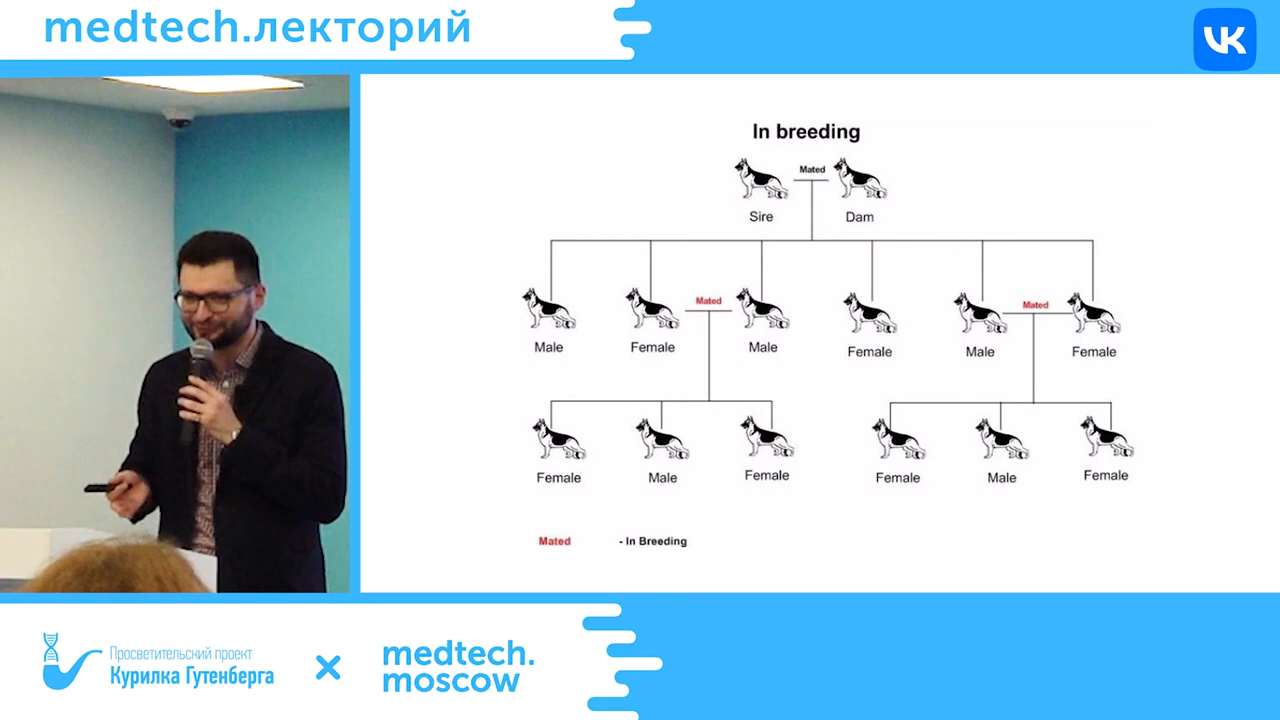 medtech.лекторий
VK
In breeding
Mated
Sire
Dam
Mated
Mated
Male
Female
Male
Female
Male
Female
Female
Male
Female
Female
Male
Female
Mated - In Breeding
Просветительский проект
Курилка Гутенберга
medtech.
moscow